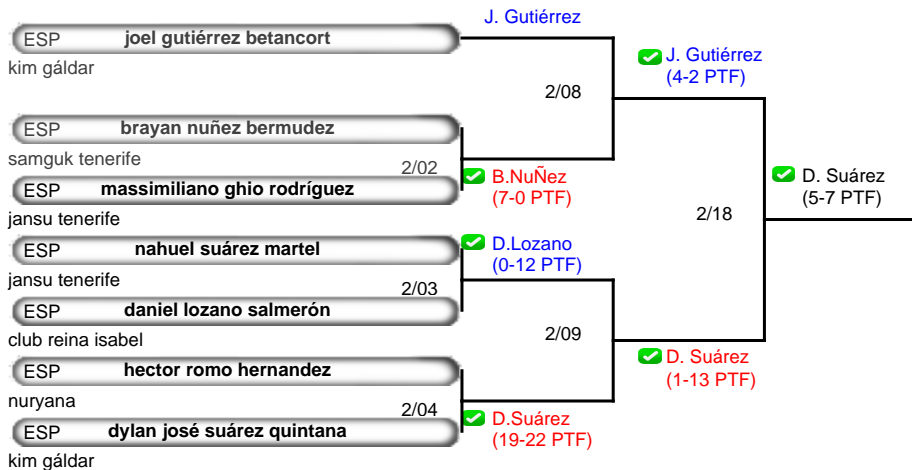 J. Gutiérrez
ESP joel gutiérrez betancort
kim gáldar
J. Gutiérrez
(4-2 PTF)
2/08
ESP brayan nuñez bermudez
samguk tenerife
2/02
B.NuÑez
(7-0 PTF)
ESP massimiliano ghio rodríguez
jansu tenerife
D. Suárez
(5-7 PTF)
2/18
ESP nahuel suárez martel
jansu tenerife
D.Lozano
(0-12 PTF)
2/03
ESP daniel lozano salmerón
club reina isabel
2/09
ESP hector romo hernandez
nuryana
D. Suárez
(1-13 PTF)
2/04
D.Suárez
(19-22 PTF)
ESP dylan josé suárez quintana
kim gáldar